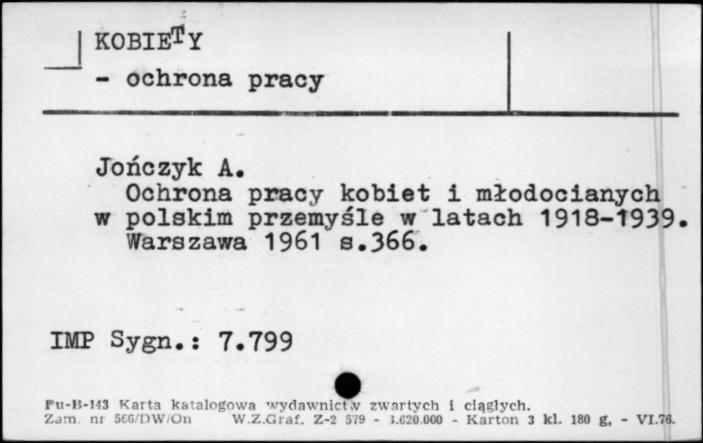 KOBIETY
- ochrona pracy
Jończyk A.
Ochrona pracy kobiet i młodocianych
w polskim przemyśle w latach 1918-1939.
Warszawa 1961 s.366.
IMP Sygn.: 7.799
Pu-B-143 Karta katalogowa wydawnictw zwartych i ciągłych.
Zam. nr 566/DW/On W.Z.Graf. Z-2 579 - 3.620.000 - Karton 3 kl. 180 g, - VI.76.